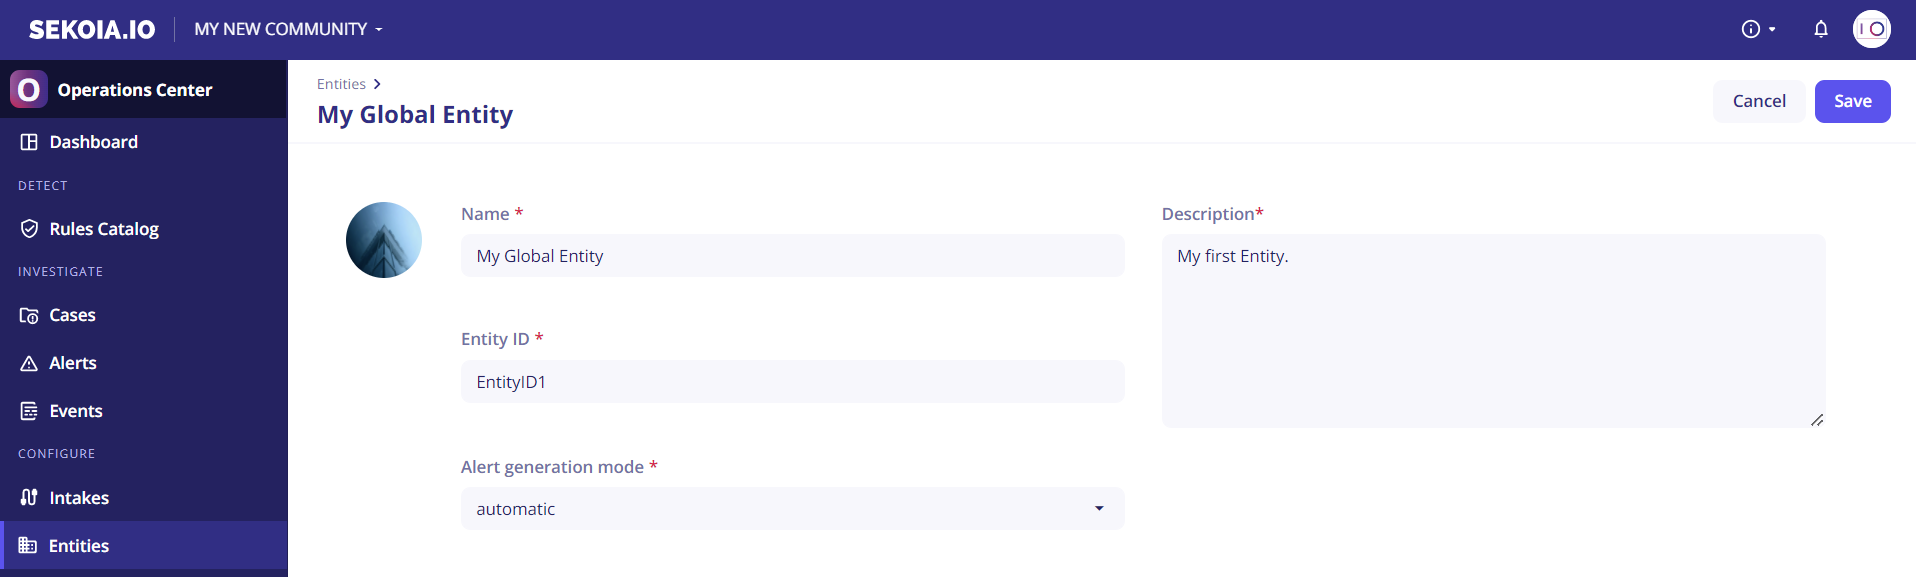 SEKOIA.IO
MY NEW COMMUNITY
IO
Operations Center
Dashboard
DETECT
Rules Catalog
INVESTIGATE
Cases
Alerts
Events
CONFIGURE
Intakes
Entities
Entities
My Global Entity
Cancel
Save
Name *
My Global Entity
Entity ID *
EntityID1
Alert generation mode *
automatic
Description*
My first Entity.